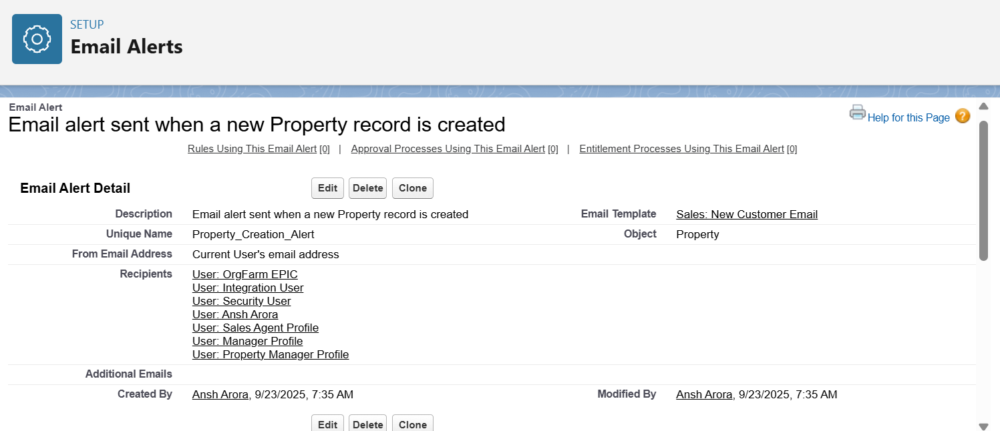 SETUP
Email Alerts
Email Alert
Email alert sent when a new Property record is created
Help for this Page ?
Rules Using This Email Alert [0] | Approval Processes Using This Email Alert [0] | Entitlement Processes Using This Email Alert [0]
Email Alert Detail Edit Delete Clone
Description Email alert sent when a new Property record is created Email Template Sales: New Customer Email
Unique Name Property_Creation_Alert Object Property
From Email Address Current User's email address
Recipients User: OrgFarm EPIC
User: Integration User
User: Security User
User: Ansh Arora
User: Sales Agent Profile
User: Manager Profile
User: Property Manager Profile
Additional Emails
Created By Ansh Arora, 9/23/2025, 7:35 AM Modified By Ansh Arora, 9/23/2025, 7:35 AM
Edit Delete Clone